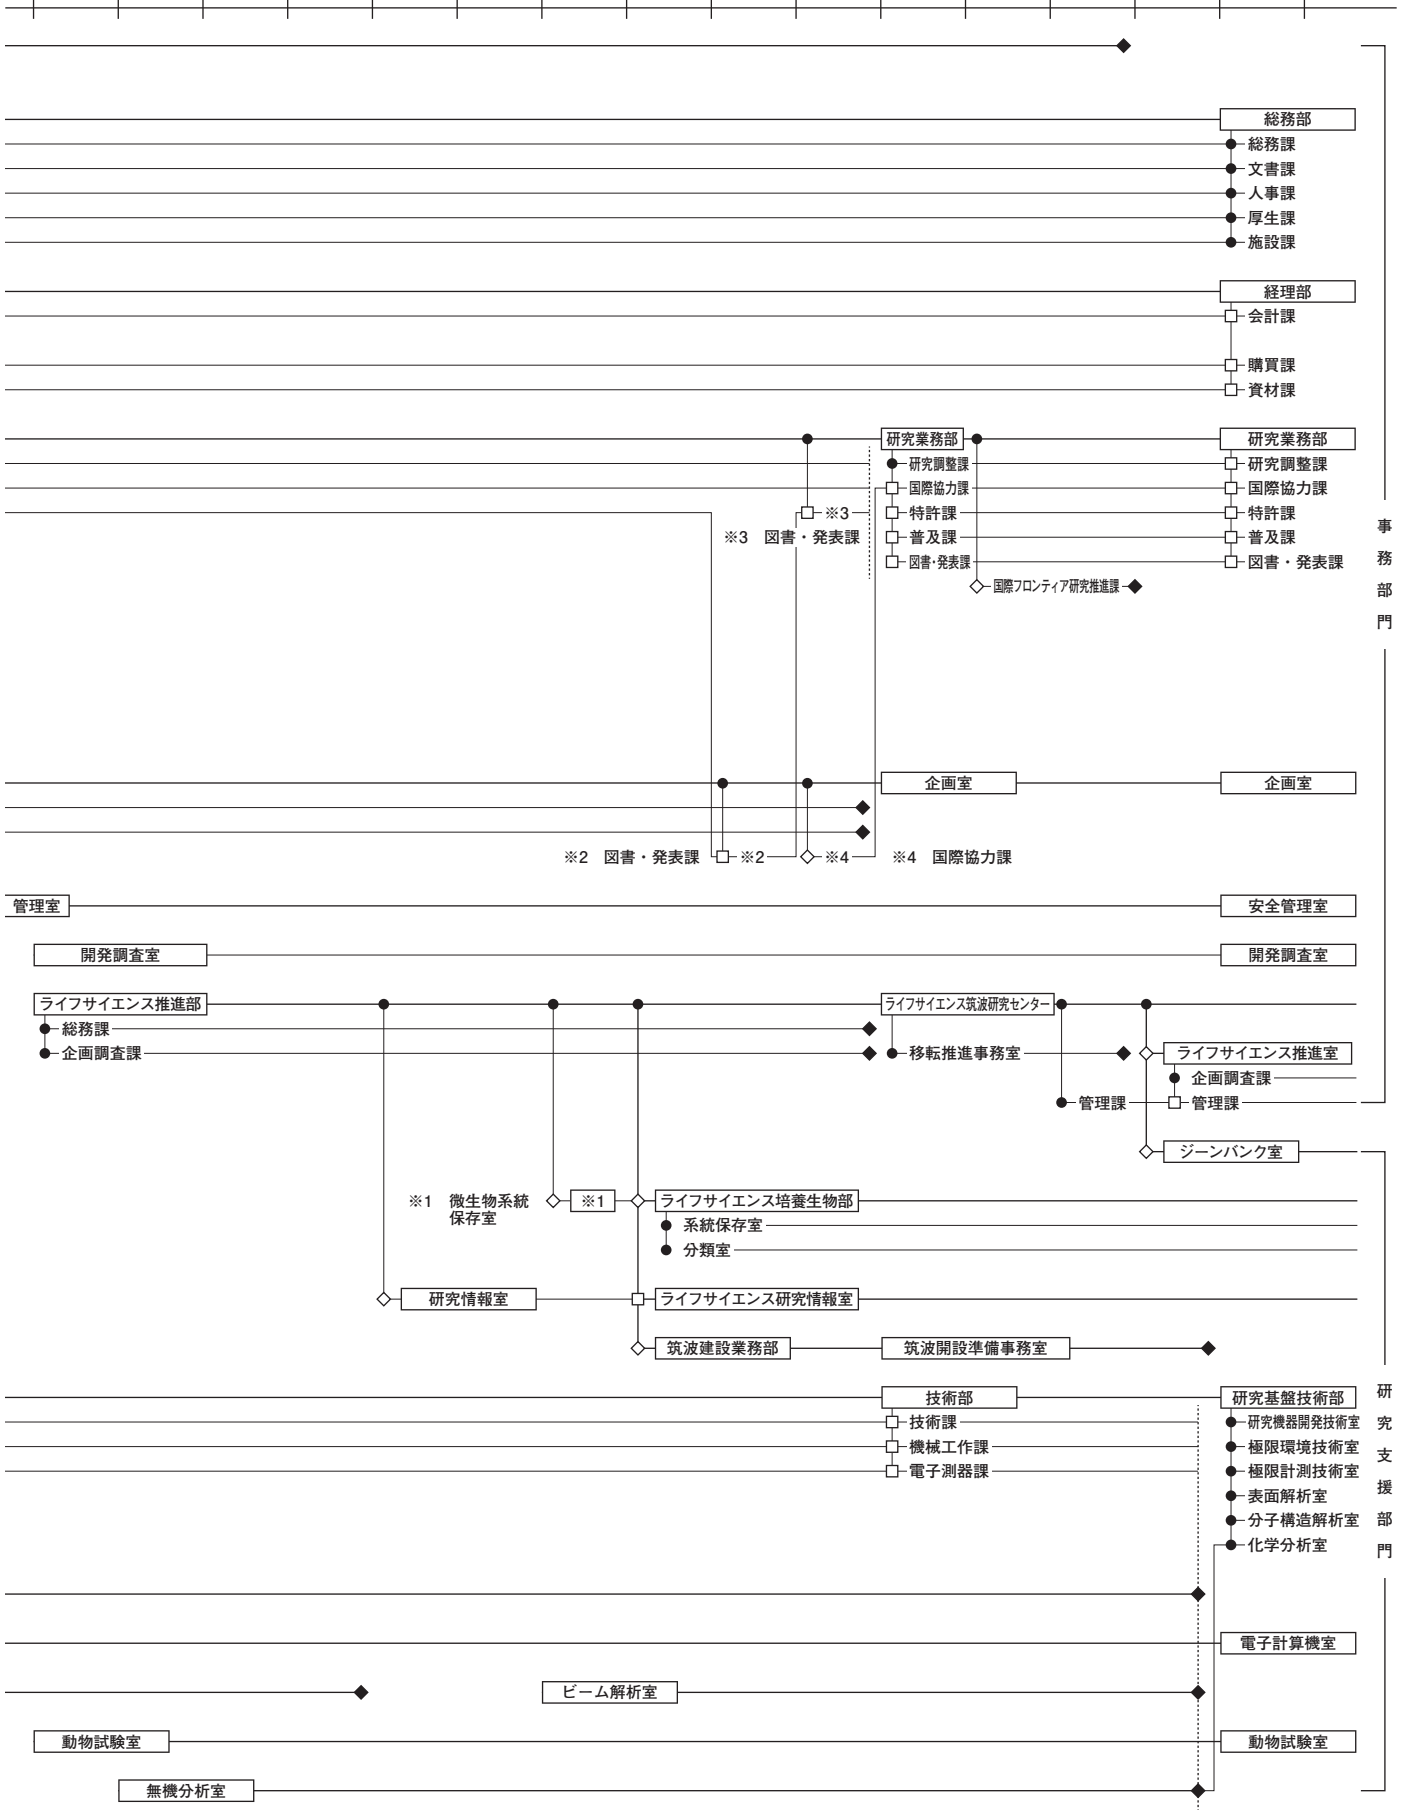 総務部
総務課
文書課
人事課
厚生課
施設課
経理部
会計課
購買課
資材課
研究業務部
研究業務部
研究調整課
研究調整課
国際協力課
国際協力課
※3
特許課
特許課
※3 図書・発表課
普及課
普及課
図書・発表課
図書・発表課
国際フロンティア研究推進課
事務部門
企画室
企画室
※2 図書・発表課
※2
※4
※4 国際協力課
管理室
安全管理室
開発調査室
開発調査室
ライフサイエンス推進部
ライフサイエンス筑波研究センター
総務課
企画調査課
移転推進事務室
ライフサイエンス推進室
企画調査課
管理課
管理課
ジーンバンク室
※1 微生物系統
保存室
※1
ライフサイエンス培養生物部
系統保存室
分類室
研究情報室
ライフサイエンス研究情報室
筑波建設業務部
筑波開設準備事務室
技術部
研究基盤技術部
技術課
研究機器開発技術室
機械工作課
極限環境技術室
電子測器課
極限計測技術室
表面解析室
分子構造解析室
化学分析室
研究支援部門
電子計算機室
ビーム解析室
動物試験室
動物試験室
無機分析室